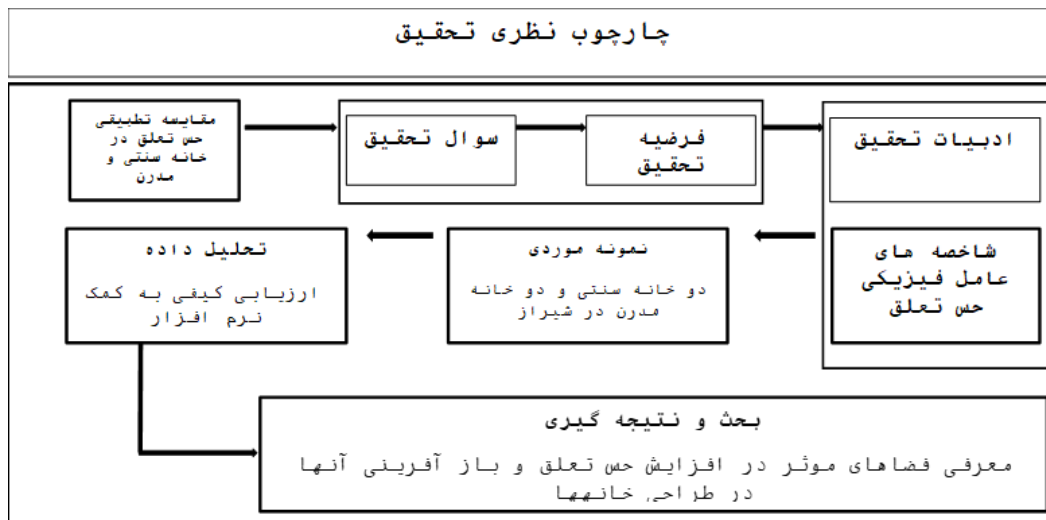 چارچوب نظری تحقیق
مقایسه تطبیقی
حس تعلق در
خانه سنتی و
مدرن
سوال تحقیق
فرضیه
تحقیق
ادبیات تحقیق
شاخصه های
عامل فیزیکی
حس تعلق
نمونه موردی
دو خانه سنتی و دو خانه
مدرن در شیراز
تحلیل داده
ارزیابی کیفی به کمک
نرم افزار
بحث و نتیجه گیری
معرفی فضاهای موثر در افزایش حس تعلق و باز آفرینی آنها
در طراحی خانهها